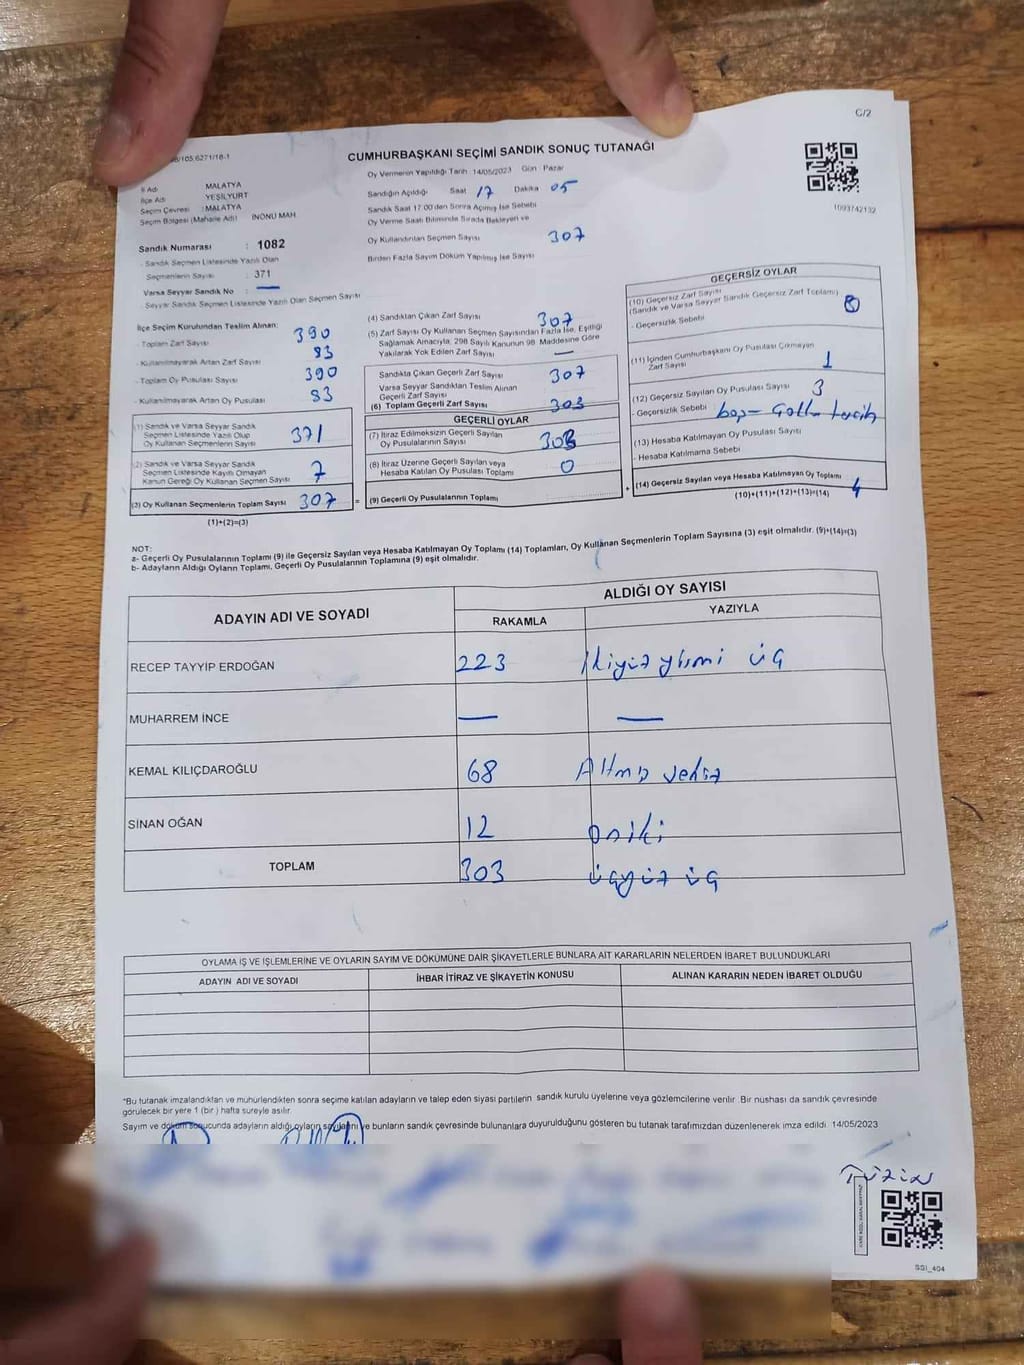 C/2
CUMHURBAŞKANI SEÇİMİ SANDIK SONUÇ TUTANAĞI
Oy Vermenin Yapıldığı Tarih : 14/05/2023 Gün : Pazar
İl Adı MALATYA
İlçe Adı YEŞİLYURT
Seçim Çevresi : MALATYA
Seçim Bölgesi (Mahalle Adı) İNÖNÜ MAH
Sandığın Açıldığı Saat 17 Dakika 05
Sandık Saat 17:00'den Sonra Açılmış İse Sebebi
Oy Verme Saati Bitiminde Sırada Bekleyen ve
Oy Kullandırılan Seçmen Sayısı 307
Birden Fazla Sayım Döküm Yapılmış İse Sayısı
1093742132
Sandık Numarası : 1082
- Sandık Seçmen Listesinde Yazılı Olan
Seçmenlerin Sayısı : 371
Varsa Seyyar Sandık No : —
- Seyyar Sandık Seçmen Listesinde Yazılı Olan Seçmen Sayısı
İlçe Seçim Kurulundan Teslim Alınan:
- Toplam Zarf Sayısı 390
- Kullanılmayarak Artan Zarf Sayısı 83
- Toplam Oy Pusulası Sayısı 390
- Kullanılmayarak Artan Oy Pusulası 83
(1) Sandık ve Varsa Seyyar Sandık
Seçmen Listesinde Yazılı Olup
Oy Kullanan Seçmenlerin Sayısı 371
(2) Sandık ve Varsa Seyyar Sandık
Seçmen Listesinde Kayıtlı Olmayan
Kanun Gereği Oy Kullanan Seçmen Sayısı 7
(3) Oy Kullanan Seçmenlerin Toplam Sayısı 307
(1)+(2)=(3)
(4) Sandıktan Çıkan Zarf Sayısı 307
(5) Zarf Sayısı Oy Kullanan Seçmen Sayısından Fazla İse, Eşitliği
Sağlamak Amacıyla, 298 Sayılı Kanunun 98. Maddesine Göre
Yakılarak Yok Edilen Zarf Sayısı —
Sandıkta Çıkan Geçerli Zarf Sayısı 307
Varsa Seyyar Sandıktan Teslim Alınan
Geçerli Zarf Sayısı
(6) Toplam Geçerli Zarf Sayısı 303
GEÇERLİ OYLAR
(7) İtiraz Edilmeksizin Geçerli Sayılan
Oy Pusulalarının Sayısı 303
(8) İtiraz Üzerine Geçerli Sayılan veya
Hesaba Katılan Oy Pusulası Toplamı 0
= (9) Geçerli Oy Pusulalarının Toplamı +
GEÇERSİZ OYLAR
(10) Geçersiz Zarf Sayısı
(Sandık ve Varsa Seyyar Sandık Geçersiz Zarf Toplamı) 0
- Geçersizlik Sebebi
(11) İçinden Cumhurbaşkanı Oy Pusulası Çıkmayan
Zarf Sayısı 1
(12) Geçersiz Sayılan Oy Pusulası Sayısı 3
- Geçersizlik Sebebi boş –
(13) Hesaba Katılmayan Oy Pusulası Sayısı
- Hesaba Katılmama Sebebi
(14) Geçersiz Sayılan veya Hesaba Katılmayan Oy Toplamı 4
(10)+(11)+(12)+(13)=(14)
NOT:
a- Geçerli Oy Pusulalarının Toplamı (9) ile Geçersiz Sayılan veya Hesaba Katılmayan Oy Toplamı (14) Toplamları, Oy Kullanan Seçmenlerin Toplam Sayısına (3) eşit olmalıdır. (9)+(14)=(3)
b- Adayların Aldığı Oyların Toplamı, Geçerli Oy Pusulalarının Toplamına (9) eşit olmalıdır.
ADAYIN ADI VE SOYADI ALDIĞI OY SAYISI
RAKAMLA YAZIYLA
RECEP TAYYİP ERDOĞAN 223 İkiyüz yirmi üç
MUHARREM İNCE — —
KEMAL KILIÇDAROĞLU 68 Altmış sekiz
SİNAN OĞAN 12 oniki
TOPLAM 303 üçyüz üç
OYLAMA İŞ VE İŞLEMLERİNE VE OYLARIN SAYIM VE DÖKÜMÜNE DAİR ŞİKAYETLERLE BUNLARA AİT KARARLARIN NELERDEN İBARET BULUNDUKLARI
ADAYIN ADI VE SOYADI İHBAR İTİRAZ VE ŞİKAYETİN KONUSU ALINAN KARARIN NEDEN İBARET OLDUĞU
*Bu tutanak imzalandıktan ve mühürlendikten sonra seçime katılan adayların ve talep eden siyasi partilerin sandık kurulu üyelerine veya gözlemcilerine verilir. Bir nüshası da sandık çevresinde
görülecek bir yere 1 (bir) hafta süreyle asılır.
Sayım ve döküm sonucunda adayların aldığı oyların sayılarını ve bunların sandık çevresinde bulunanlara duyurulduğunu gösteren bu tutanak tarafımızdan düzenlenerek imza edildi. 14/05/2023
SSİ_404